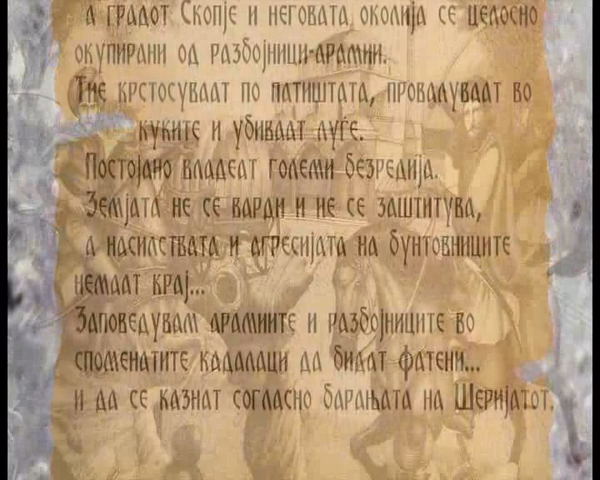 а градот Скопје и неговата околија се целосно
окупирани од разбојници-арамии.
Тие крстосуваат по патиштата, провалуваат во
куќите и убиваат луѓе.
Постојано владеат големи безредија.
Земјата не се варди и не се заштитува,
а насилствата и агресијата на бунтовниците
немаат крај...
Заповедувам арамиите и разбојниците во
споменатите кадалаци да бидат фатени...
и да се казнат согласно барањата на Шеријатот.